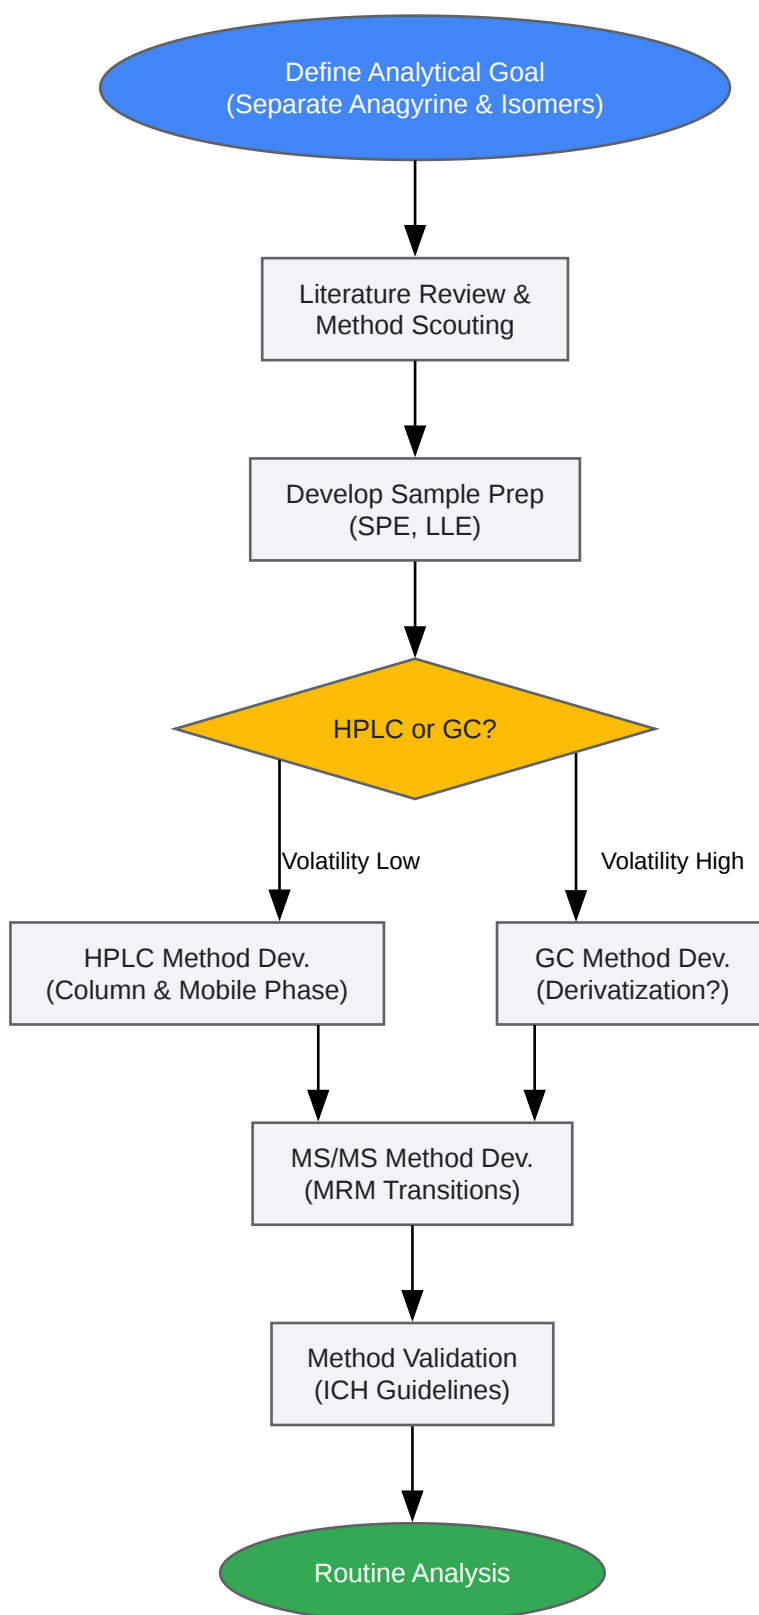 Define Analytical Goal
(Separate Anagyrine & Isomers)
Literature Review &
Method Scouting
Develop Sample Prep
(SPE, LLE)
HPLC or GC?
Volatility Low
Volatility High
HPLC Method Dev.
(Column & Mobile Phase)
GC Method Dev.
(Derivatization?)
MS/MS Method Dev.
(MRM Transitions)
Method Validation
(ICH Guidelines)
Routine Analysis